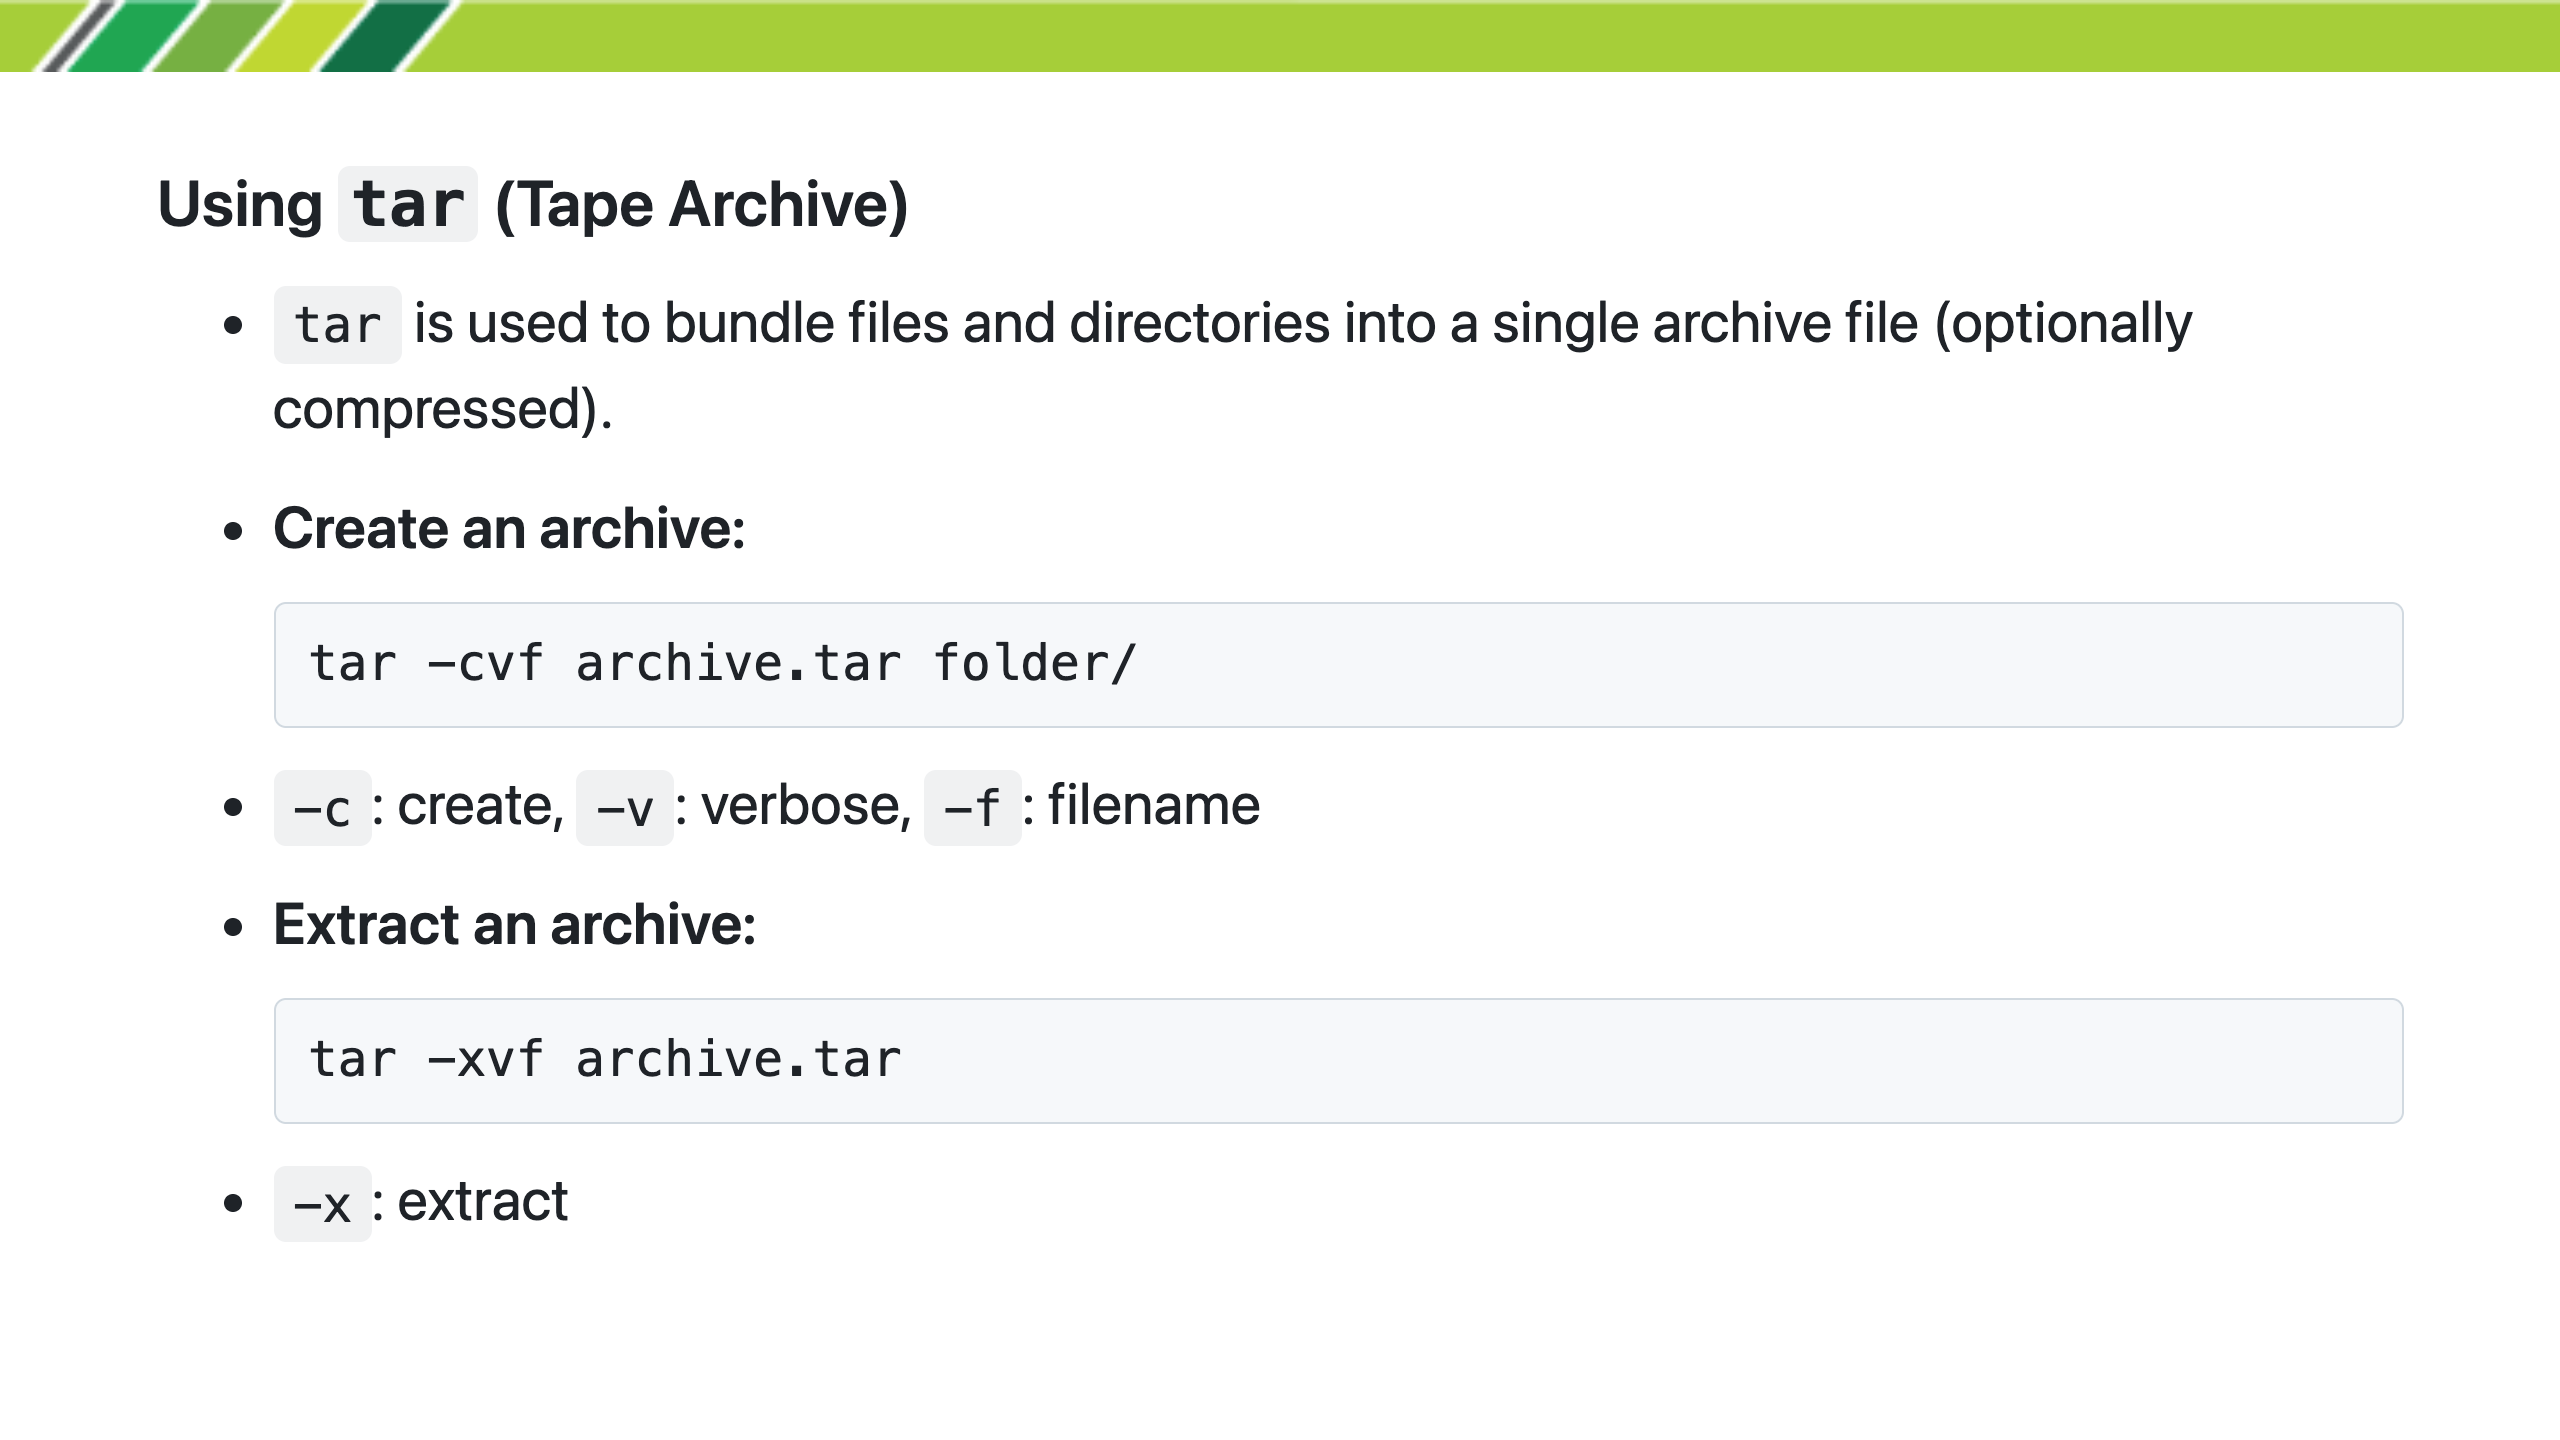 Using tar (Tape Archive)
• tar is used to bundle files and directories into a single archive file (optionally
compressed).
• Create an archive:
tar -cvf archive.tar folder/
• -c : create, -v : verbose, -f : filename
• Extract an archive:
tar -xvf archive.tar
• -x : extract